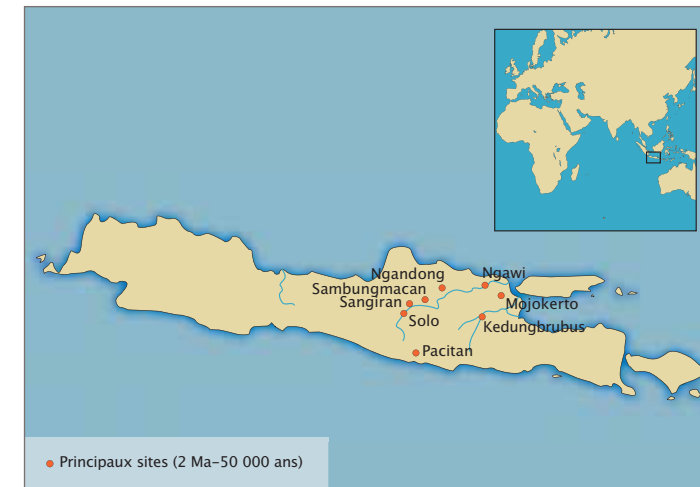 Ngandong
Ngawi
Sambungmacan
Sangiran
Mojokerto
Solo
Kedungbrubus
Pacitan
Principaux sites (2 Ma–50 000 ans)